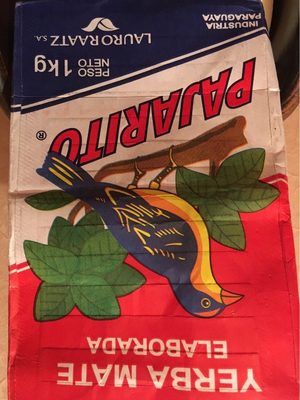 INDUSTRIA
PARAGUAYA
LAURO RAATZ S.A.
PESO
NETO 1kg
PAJARITO ®
YERBA MATE
ELABORADA